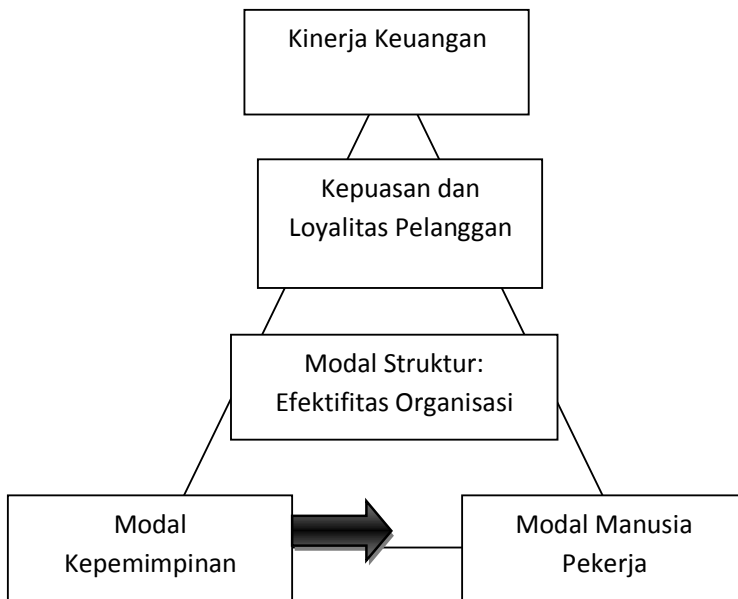 Kinerja Keuangan
Kepuasan dan
Loyalitas Pelanggan
Modal Struktur:
Efektifitas Organisasi
Modal
Kepemimpinan
Modal Manusia
Pekerja